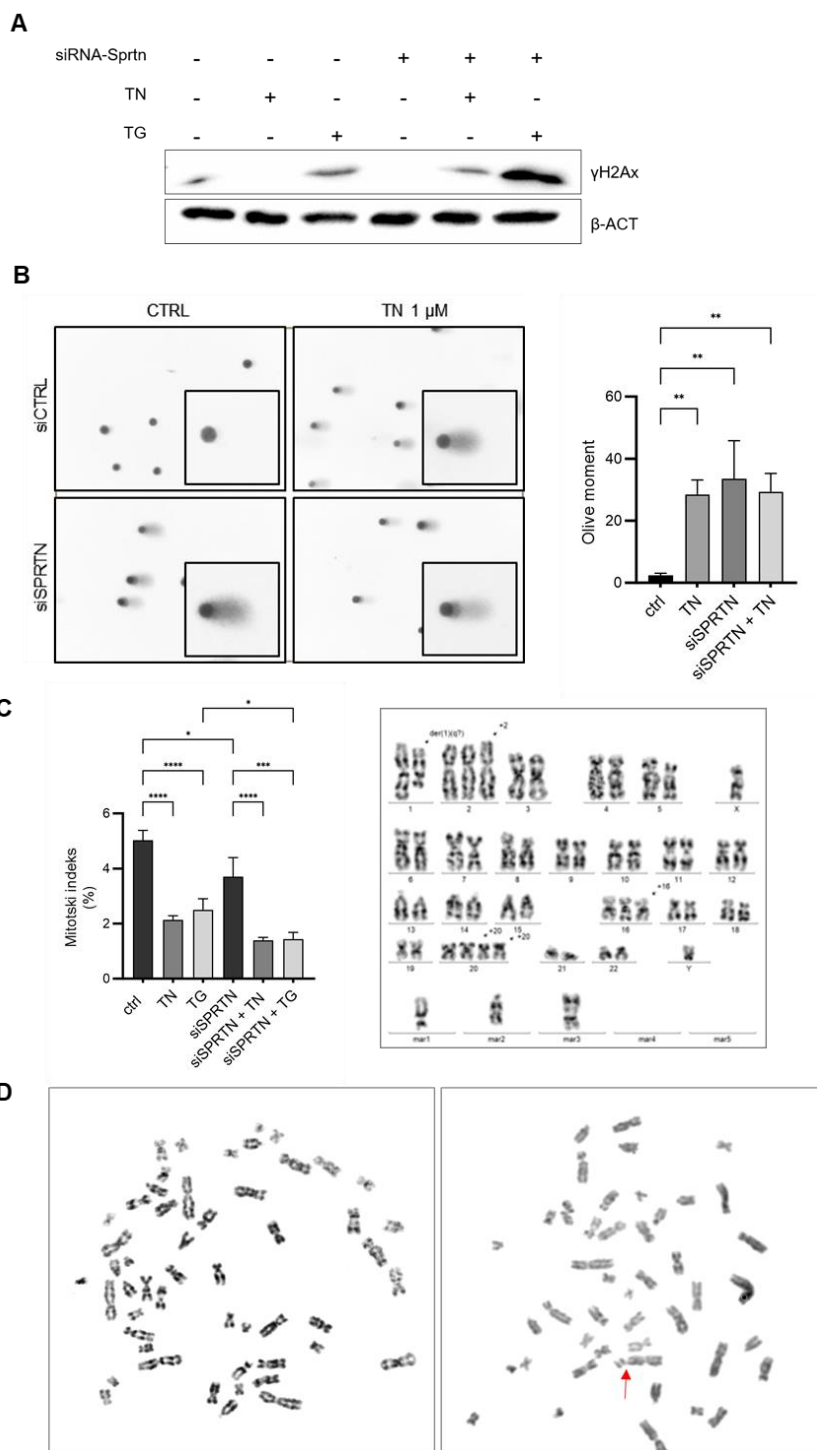 A
siRNA-Sprtn - - - + + +
TN - + - - + -
TG - - + - - +
γH2Ax
β-ACT
B
CTRL TN 1 µM
siCTRL
siSPRTN
** 
**
**
Olive moment
60
40
20
0
ctrl TN siSPRTN siSPRTN + TN
C
*
*
**** ***
**** ****
Mitotski indeks
(%)
6
4
2
0
ctrl TN TG siSPRTN siSPRTN + TN siSPRTN + TG
der(1)(q?) +2
1 2 3 4 5 X
6 7 8 9 10 11 12
+16
13 14 15 16 17 18
+20 +20
19 20 21 22 Y
mar1 mar2 mar3 mar4 mar5
D